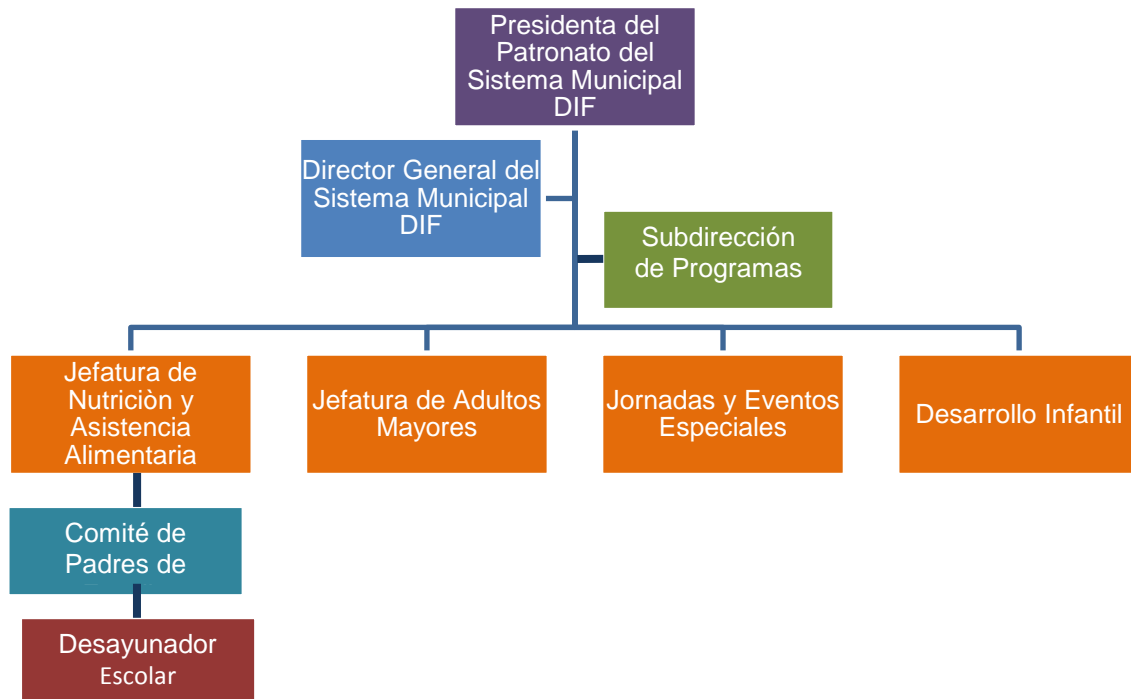 Presidenta del
Patronato del
Sistema Municipal
DIF
Director General del
Sistema Municipal
DIF
Subdirección
de Programas
Jefatura de
Nutriciòn y
Asistencia
Alimentaria
Jefatura de Adultos
Mayores
Jornadas y Eventos
Especiales
Desarrollo Infantil
Comité de
Padres de
Desayunador
Escolar